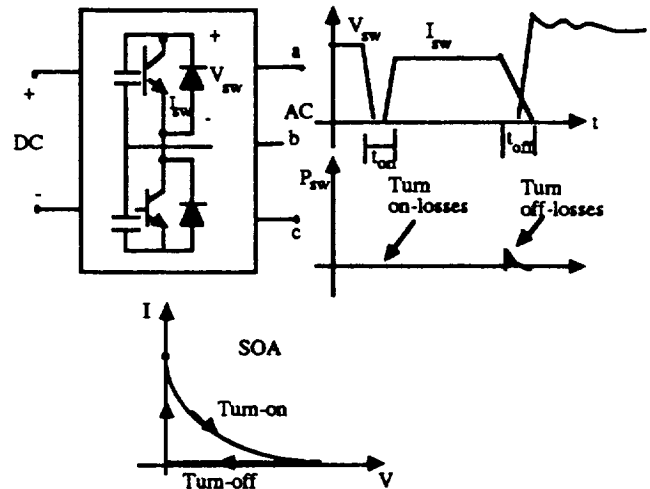 +
DC
-
+
V_sw
I_sw
-
a
AC
b
c
V_sw
I_sw
t
t_on
t_off
P_sw
Turn
on-losses
Turn
off-losses
I
SOA
Turn-on
Turn-off
V